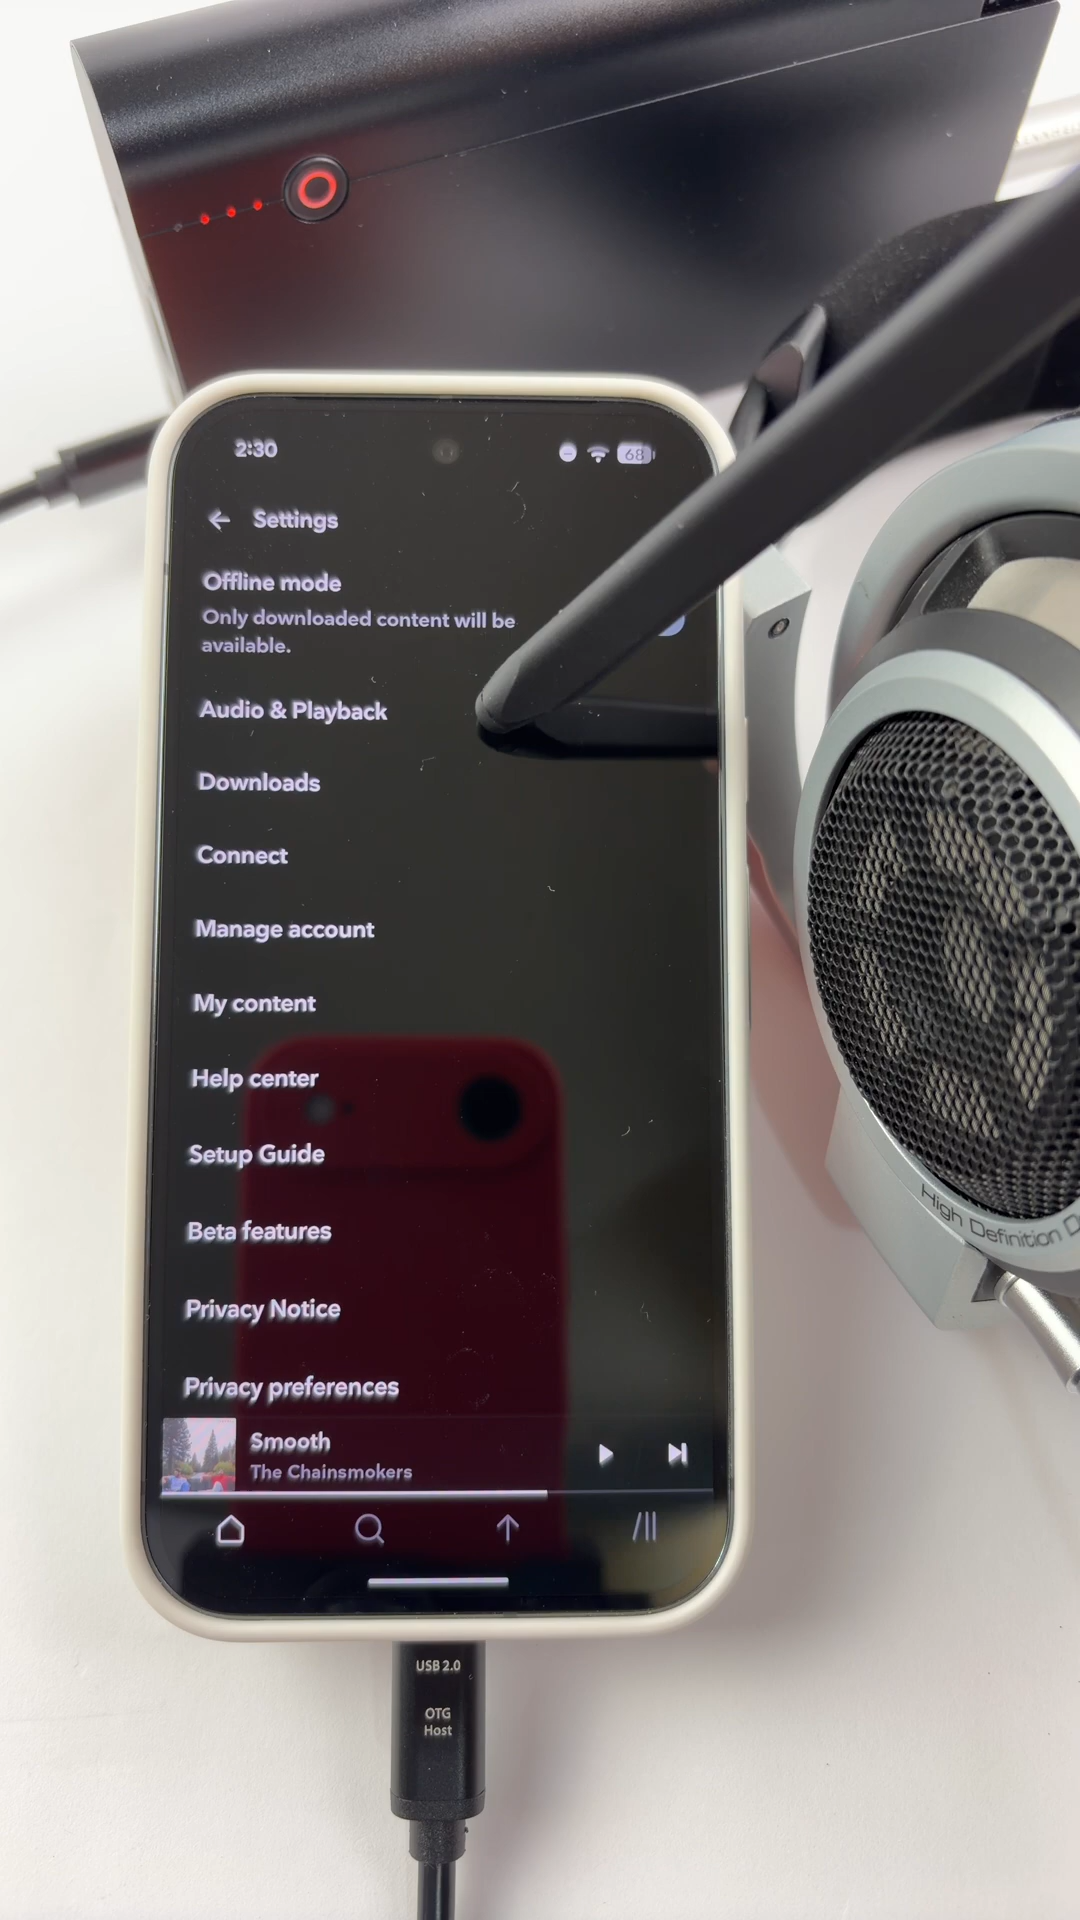 2:30
68
Settings
Offline mode
Only downloaded content will be
available.
Audio & Playback
Downloads
Connect
Manage account
My content
Help center
Setup Guide
Beta features
Privacy Notice
Privacy preferences
Smooth
The Chainsmokers
High Definition
USB 2.0
OTG
Host